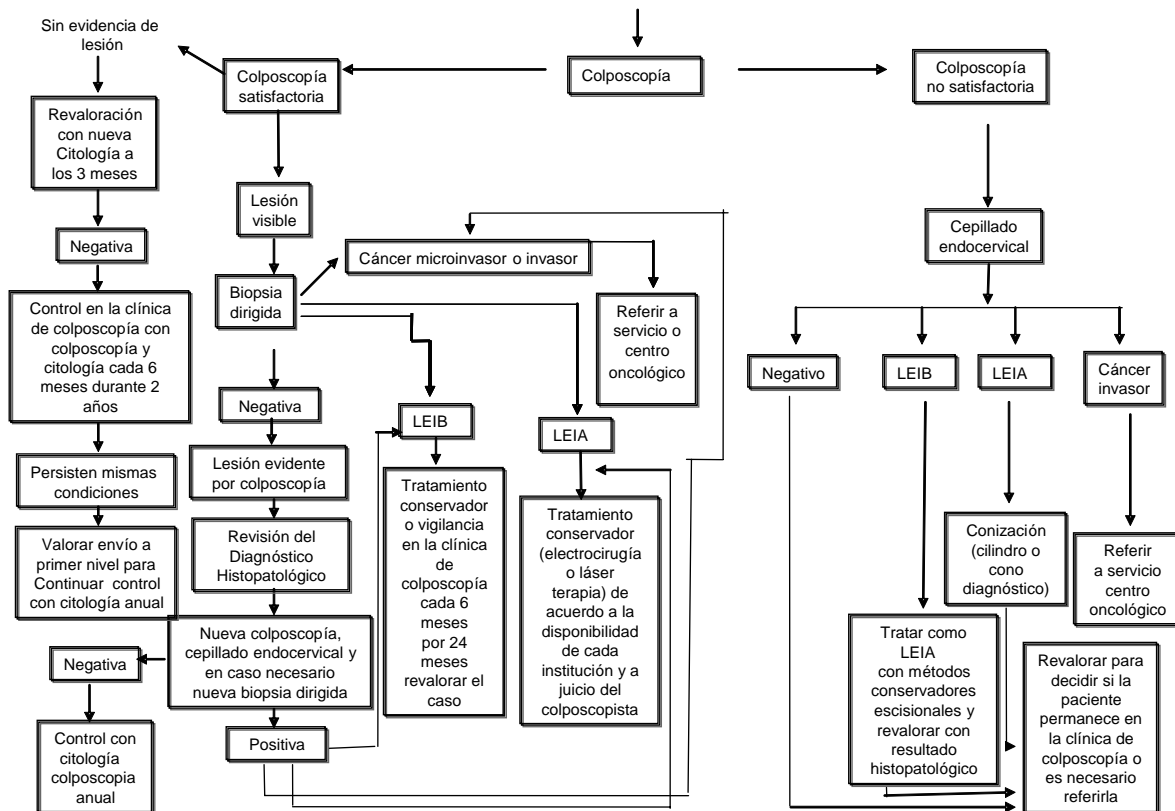 Sin evidencia de
lesión
Colposcopía
satisfactoria
Colposcopía
Colposcopía
no satisfactoria
Revaloración
con nueva
Citología a
los 3 meses
Lesión
visible
Cepillado
endocervical
Negativa
Cáncer microinvasor o invasor
Biopsia
dirigida
Control en la clínica
de colposcopía con
colposcopía y
citología cada 6
meses durante 2
años
Referir a
servicio o
centro
oncológico
Negativo
LEIB
LEIA
Cáncer
invasor
Negativa
LEIB
LEIA
Persisten mismas
condiciones
Lesión evidente
por colposcopía
Tratamiento
conservador
o vigilancia
en la clínica
de
colposcopía
cada 6
meses
por 24
meses
revalorar el
caso
Tratamiento
conservador
(electrocirugía
o láser
terapia) de
acuerdo a la
disponibilidad
de cada
institución y a
juicio del
colposcopista
Valorar envío a
primer nivel para
Continuar control
con citología anual
Revisión del
Diagnóstico
Histopatológico
Conización
(cilindro o
cono
diagnóstico)
Referir
a servicio
centro
oncológico
Nueva colposcopía,
cepillado endocervical y
en caso necesario
nueva biopsia dirigida
Negativa
Tratar como
LEIA
con métodos
conservadores
escisionales y
revalorar con
resultado
histopatológico
Revalorar para
decidir si la
paciente
permanece en
la clínica de
colposcopía o
es necesario
referirla
Positiva
Control con
citología
colposcopia
anual